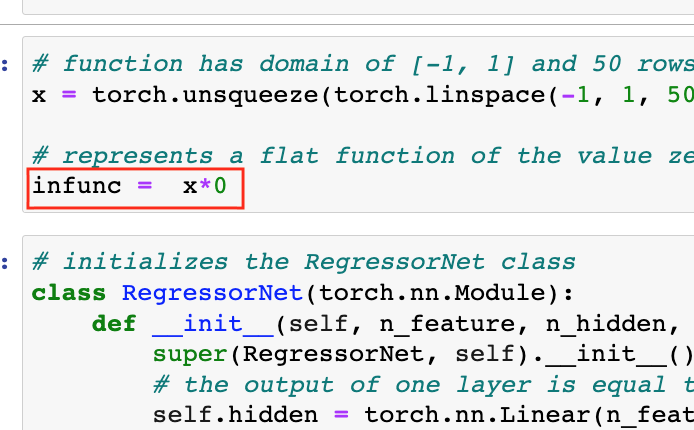 :
# function has domain of [-1, 1] and 50 rows
x = torch.unsqueeze(torch.linspace(-1, 1, 50
# represents a flat function of the value ze
infunc =  x*0
:
# initializes the RegressorNet class
class RegressorNet(torch.nn.Module):
    def __init__(self, n_feature, n_hidden,
        super(RegressorNet, self).__init__()
        # the output of one layer is equal t
        self.hidden = torch.nn.Linear(n_feat